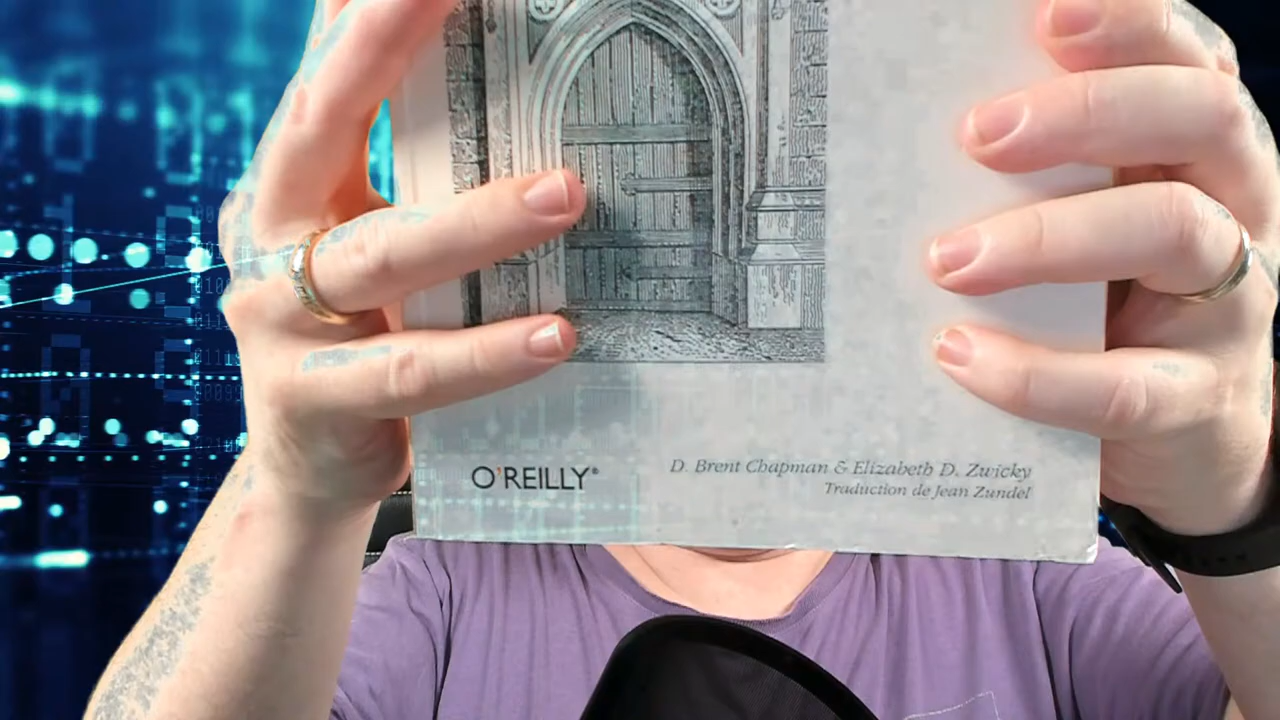 O'REILLY®
D. Brent Chapman & Elizabeth D. Zwicky
Traduction de Jean Zundel